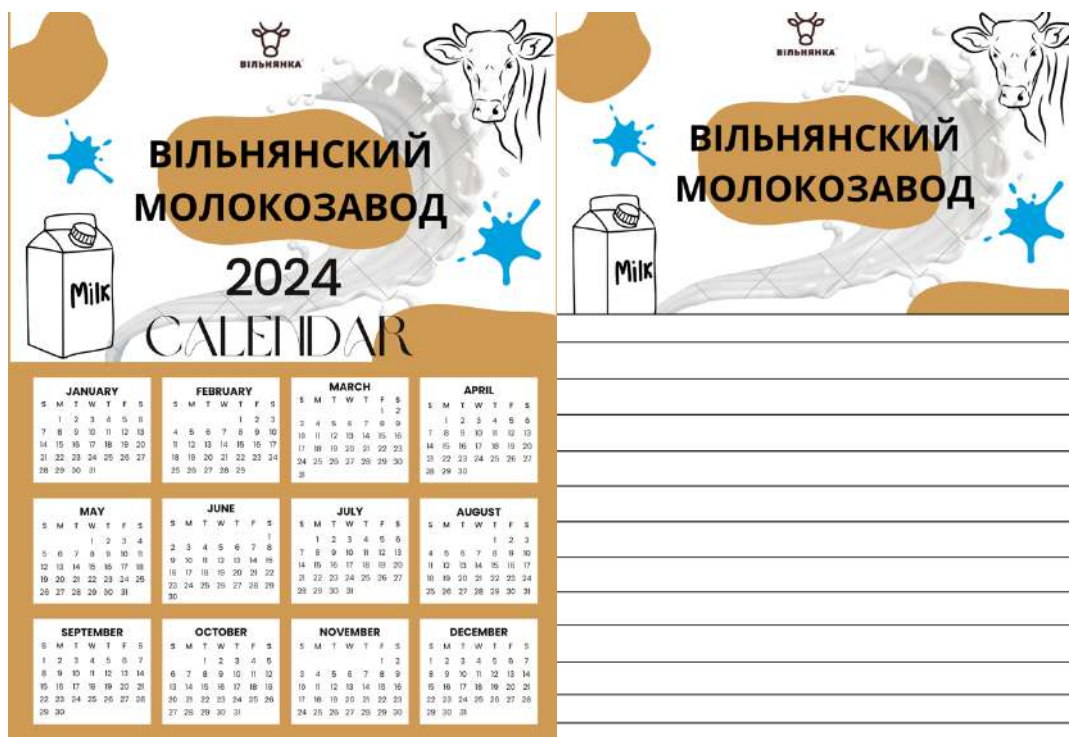 ВІЛЬНЯНКА
ВІЛЬНЯНСКИЙ
МОЛОКОЗАВОД
Milk
2024
CALENDAR
JANUARY
S M T W T F S
1 2 3 4 5 6
7 8 9 10 11 12 13
14 15 16 17 18 19 20
21 22 23 24 25 26 27
28 29 30 31
FEBRUARY
S M T W T F S
1 2 3
4 5 6 7 8 9 10
11 12 13 14 15 16 17
18 19 20 21 22 23 24
25 26 27 28 29
MARCH
S M T W T F S
1 2
3 4 5 6 7 8 9
10 11 12 13 14 15 16
17 18 19 20 21 22 23
24 25 26 27 28 29 30
31
APRIL
S M T W T F S
1 2 3 4 5 6
7 8 9 10 11 12 13
14 15 16 17 18 19 20
21 22 23 24 25 26 27
28 29 30
MAY
S M T W T F S
1 2 3 4
5 6 7 8 9 10 11
12 13 14 15 16 17 18
19 20 21 22 23 24 25
26 27 28 29 30 31
JUNE
S M T W T F S
1
2 3 4 5 6 7 8
9 10 11 12 13 14 15
16 17 18 19 20 21 22
23 24 25 26 27 28 29
30
JULY
S M T W T F S
1 2 3 4 5 6
7 8 9 10 11 12 13
14 15 16 17 18 19 20
21 22 23 24 25 26 27
28 29 30 31
AUGUST
S M T W T F S
1 2 3
4 5 6 7 8 9 10
11 12 13 14 15 16 17
18 19 20 21 22 23 24
25 26 27 28 29 30 31
SEPTEMBER
S M T W T F S
1 2 3 4 5 6 7
8 9 10 11 12 13 14
15 16 17 18 19 20 21
22 23 24 25 26 27 28
29 30
OCTOBER
S M T W T F S
1 2 3 4 5
6 7 8 9 10 11 12
13 14 15 16 17 18 19
20 21 22 23 24 25 26
27 28 29 30 31
NOVEMBER
S M T W T F S
1 2
3 4 5 6 7 8 9
10 11 12 13 14 15 16
17 18 19 20 21 22 23
24 25 26 27 28 29 30
DECEMBER
S M T W T F S
1 2 3 4 5 6 7
8 9 10 11 12 13 14
15 16 17 18 19 20 21
22 23 24 25 26 27 28
29 30 31
ВІЛЬНЯНКА
ВІЛЬНЯНСКИЙ
МОЛОКОЗАВОД
Milk